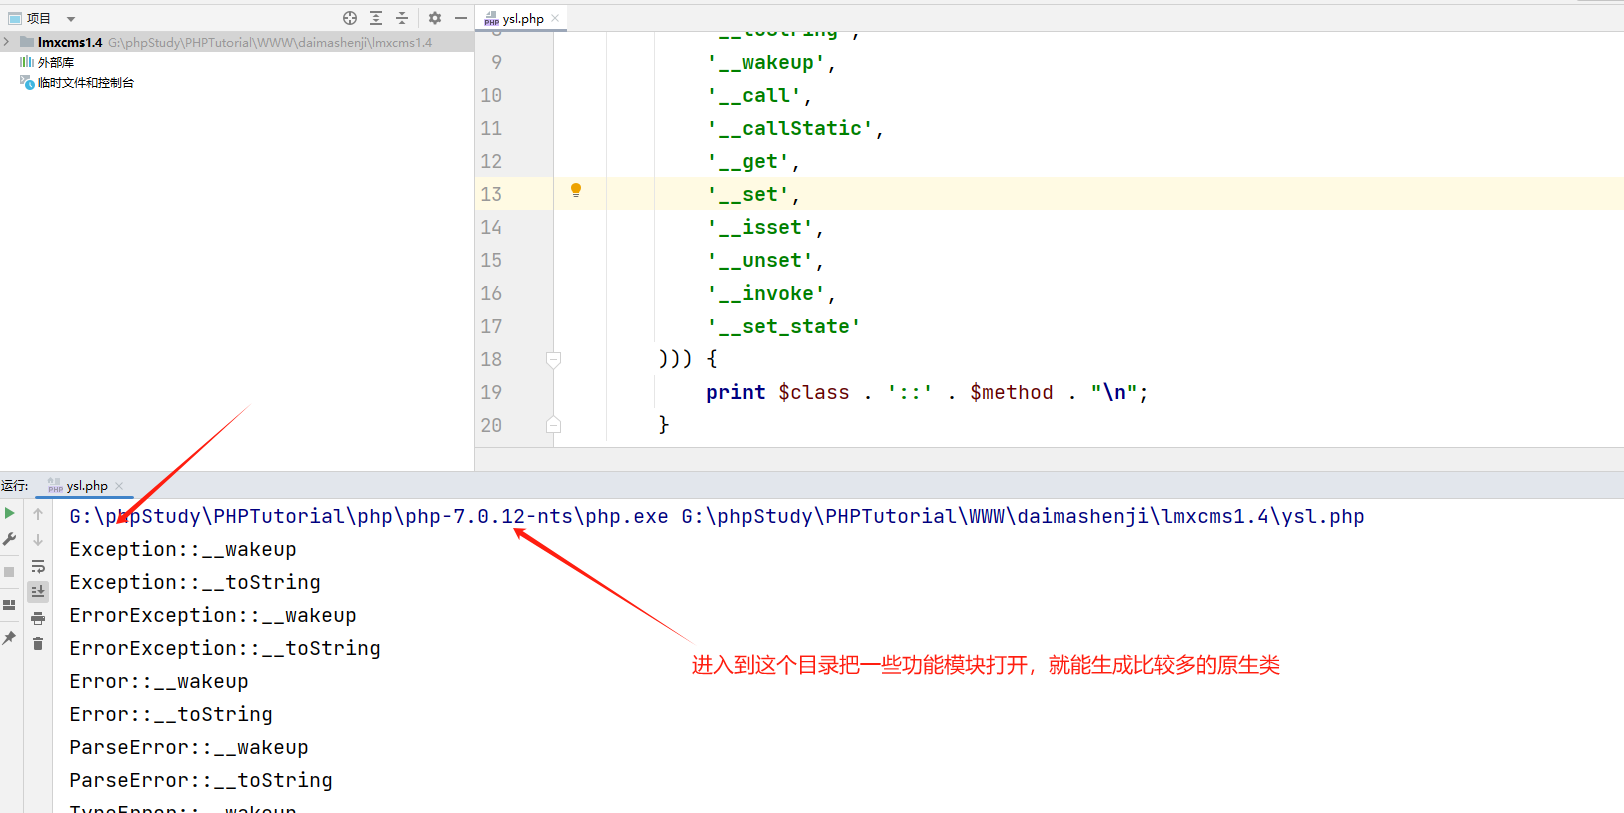 项目
lmxcms1.4 G:\phpStudy\PHPTutorial\WWW\daimashenji\lmxcms1.4
外部库
临时文件和控制台
ysl.php
8 '__toString',
9 '__wakeup',
10 '__call',
11 '__callStatic',
12 '__get',
13 '__set',
14 '__isset',
15 '__unset',
16 '__invoke',
17 '__set_state'
18 ))) {
19 print $class . '::' . $method . "\n";
20 }
运行: ysl.php
G:\phpStudy\PHPTutorial\php\php-7.0.12-nts\php.exe G:\phpStudy\PHPTutorial\WWW\daimashenji\lmxcms1.4\ysl.php
Exception::__wakeup
Exception::__toString
ErrorException::__wakeup
ErrorException::__toString
Error::__wakeup
Error::__toString
进入到这个目录把一些功能模块打开，就能生成比较多的原生类
ParseError::__wakeup
ParseError::__toString
TypeError::__wakeup